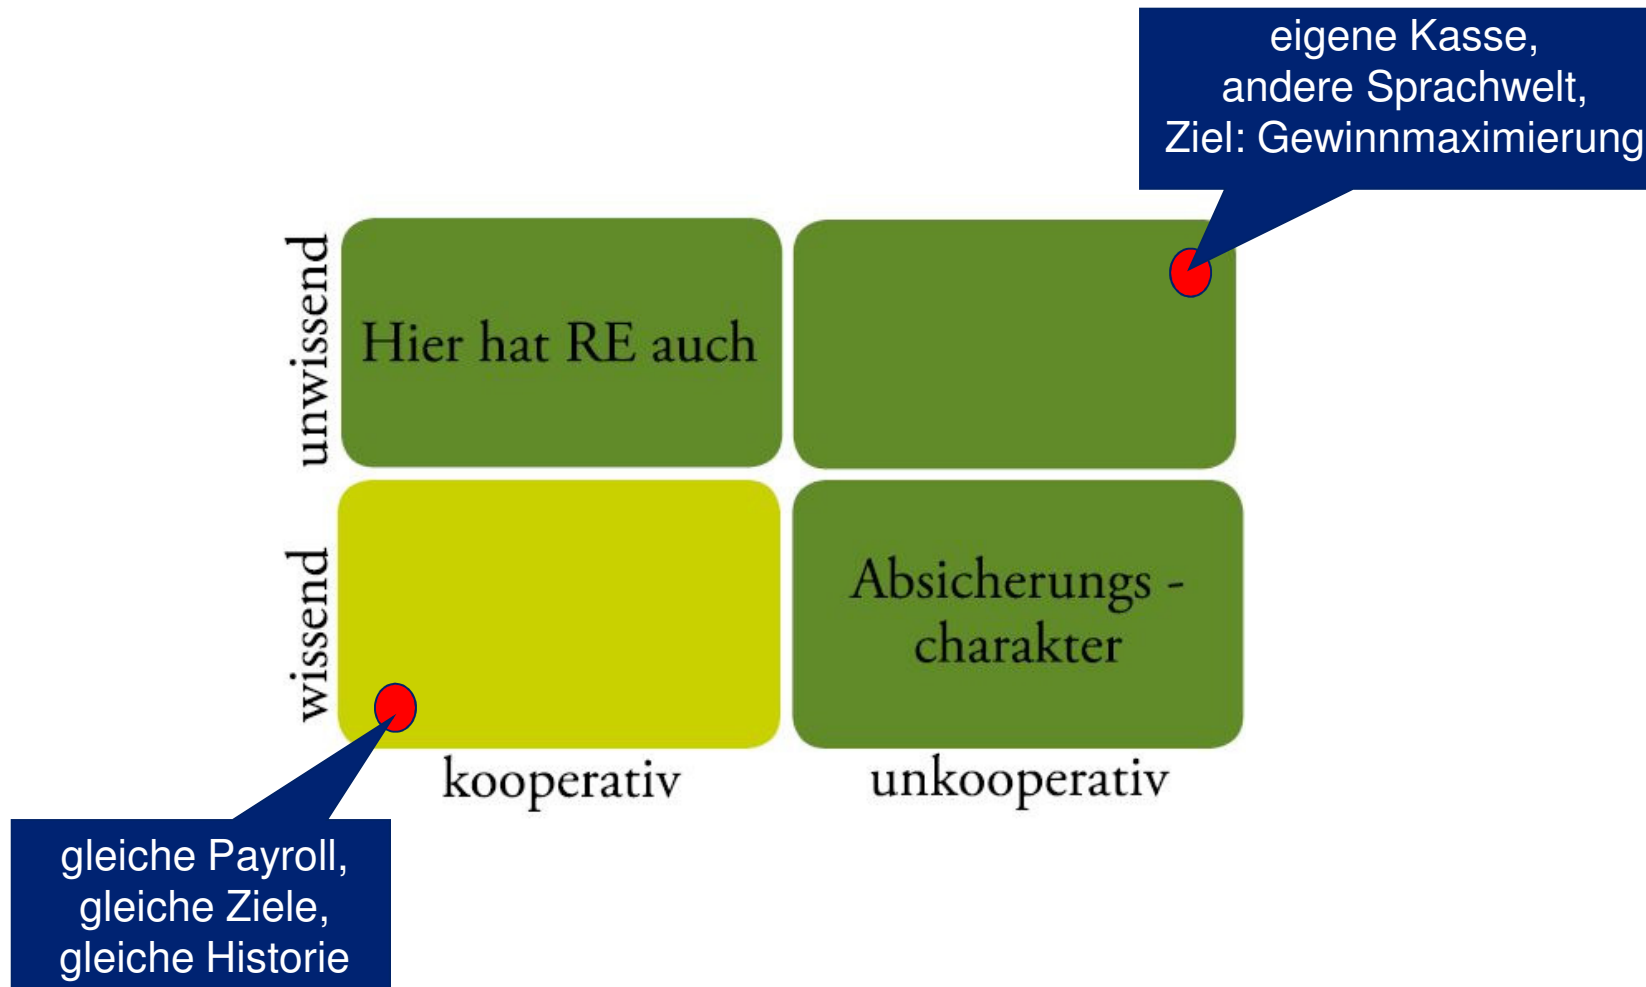 eigene Kasse,
andere Sprachwelt,
Ziel: Gewinnmaximierung
unwissend
Hier hat RE auch
wissend
Absicherungs -
charakter
kooperativ
unkooperativ
gleiche Payroll,
gleiche Ziele,
gleiche Historie